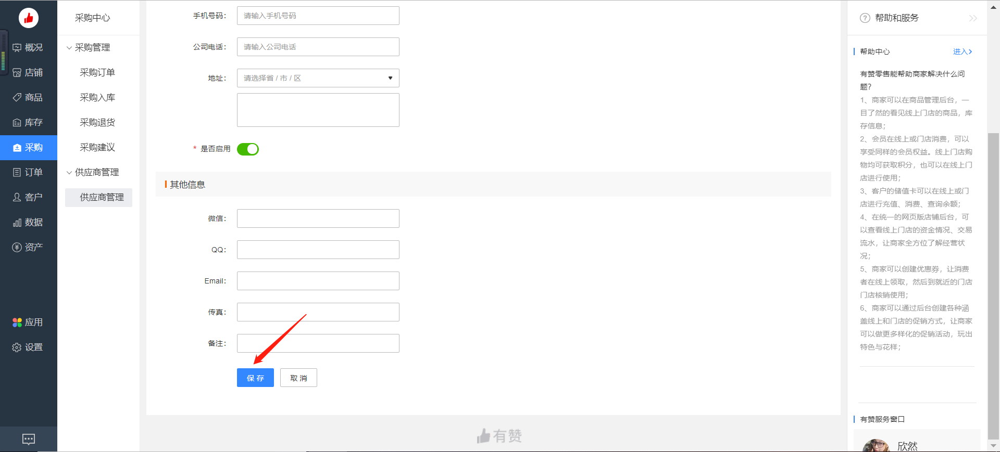 概况
店铺
商品
库存
采购
订单
客户
数据
资产
应用
设置
采购中心
采购管理
采购订单
采购入库
采购退货
采购建议
供应商管理
供应商管理
手机号码：
请输入手机号码
公司电话：
请输入公司电话
地址：
请选择省 / 市 / 区
* 是否启用
其他信息
微信：
QQ：
Email：
传真：
备注：
保 存
取 消
有赞
? 帮助和服务
帮助中心
进入
有赞零售能帮助商家解决什么问
题？
1、商家可以在商品管理后台，一
目了然的看见线上门店的商品，库
存信息；
2、会员在线上或门店消费，可以
享受同样的会员权益。线上门店购
物均可获取积分，也可以在线上门
店进行使用；
3、客户的储值卡可以在线上或门
店进行充值、消费、查询余额；
4、在统一的网页版店铺后台，可
以查看线上门店的资金情况、交易
流水，让商家全方位了解经营状
况；
5、商家可以创建优惠券，让消费
者在线上领取，然后到就近的门店
门店核销使用；
6、商家可以通过后台创建各种涵
盖线上和门店的促销方式，让商家
可以做更多样化的促销活动，玩出
特色与花样；
有赞服务窗口
欣然